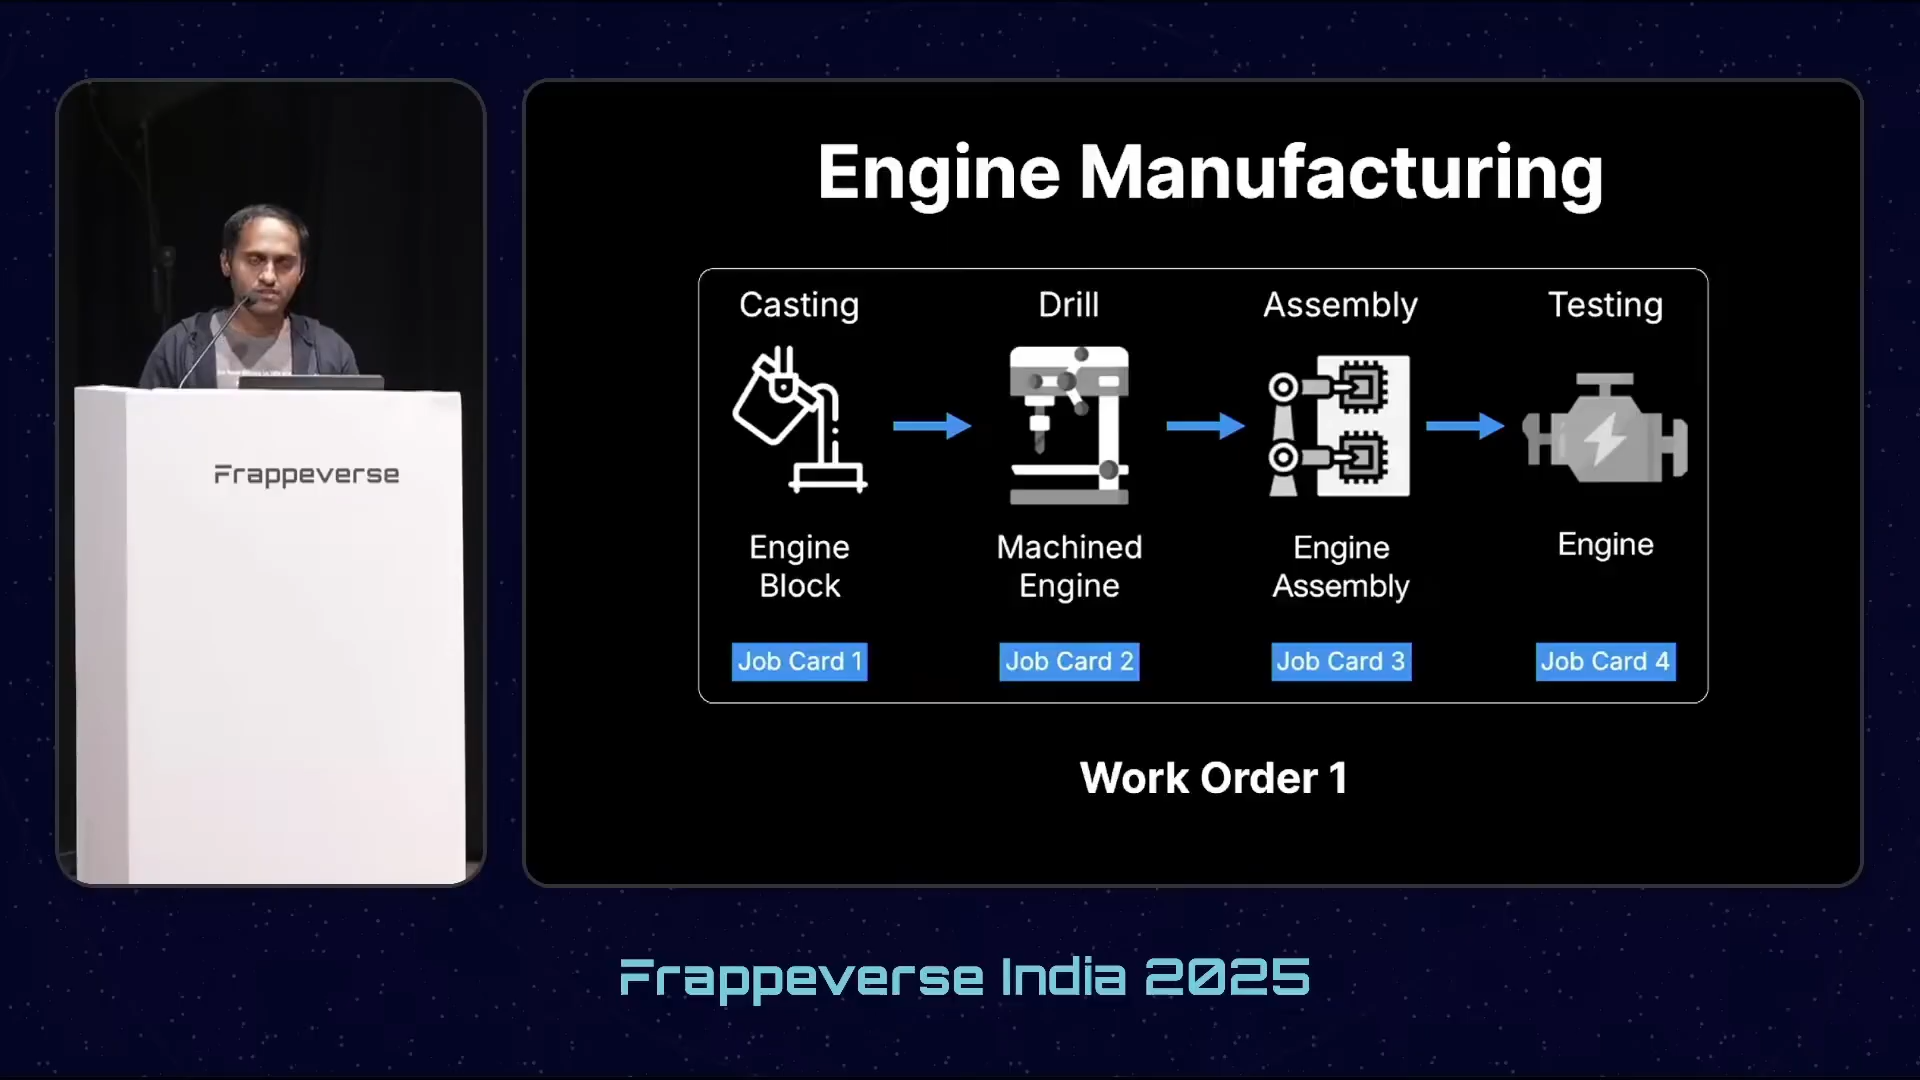 Engine Manufacturing
Casting
Drill
Assembly
Testing
Engine
Block
Machined
Engine
Engine
Assembly
Engine
Job Card 1
Job Card 2
Job Card 3
Job Card 4
Work Order 1
Frappeverse
Frappeverse India 2025